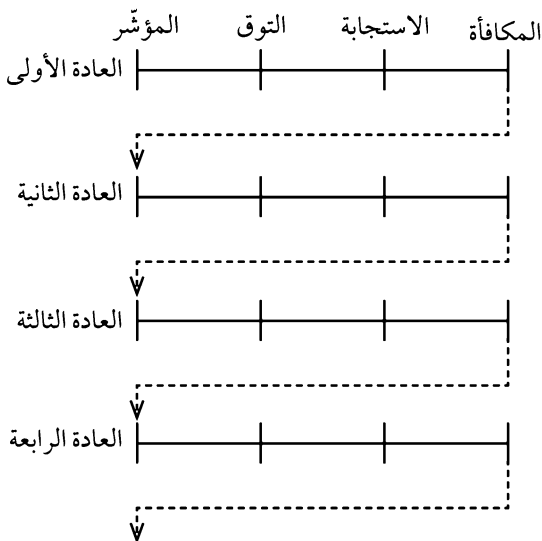 المكافأة الاستجابة التوق المؤشّر
العادة الأولى
العادة الثانية
العادة الثالثة
العادة الرابعة